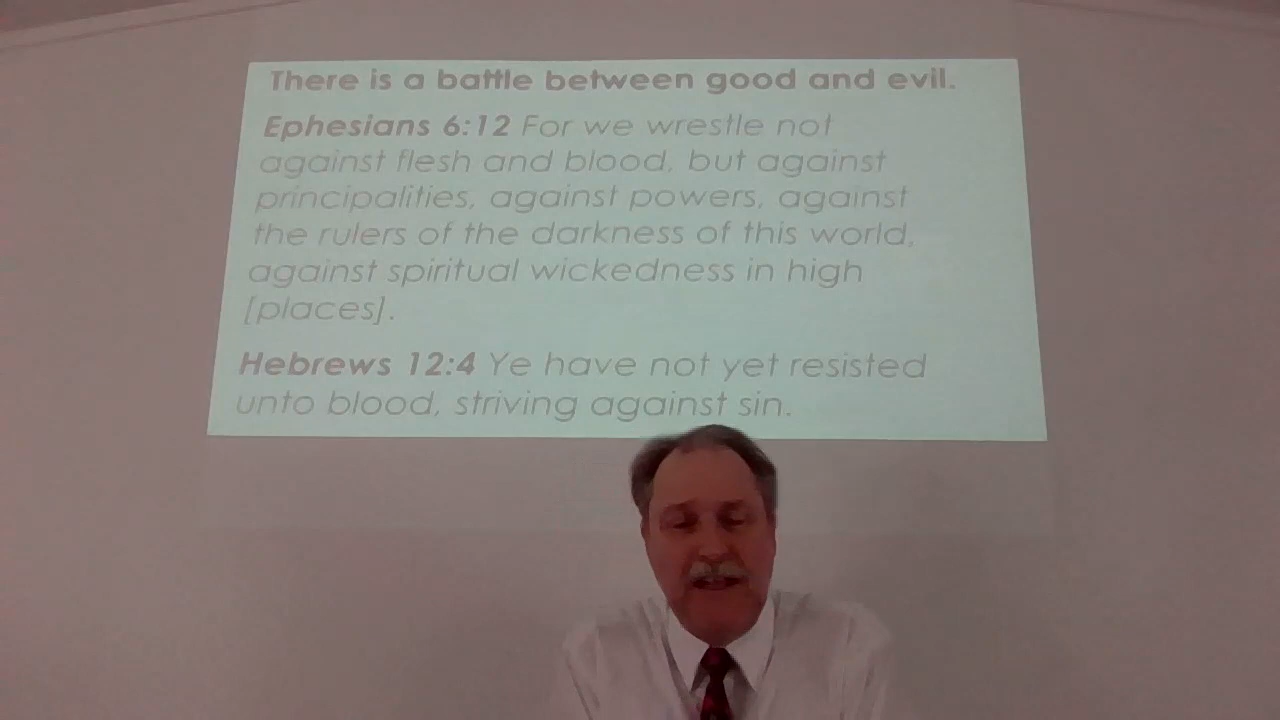 There is a battle between good and evil.
Ephesians 6:12 For we wrestle not
against flesh and blood, but against
principalities, against powers, against
the rulers of the darkness of this world,
against spiritual wickedness in high
[places].
Hebrews 12:4 Ye have not yet resisted
unto blood, striving against sin.